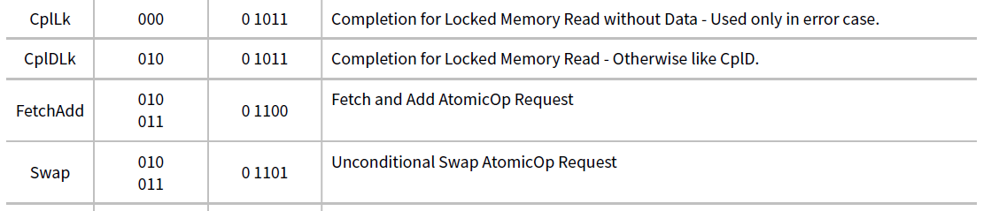 CplLk 000 0 1011 Completion for Locked Memory Read without Data - Used only in error case.
CplDLk 010 0 1011 Completion for Locked Memory Read - Otherwise like CplD.
FetchAdd 010 011 0 1100 Fetch and Add AtomicOp Request
Swap 010 011 0 1101 Unconditional Swap AtomicOp Request